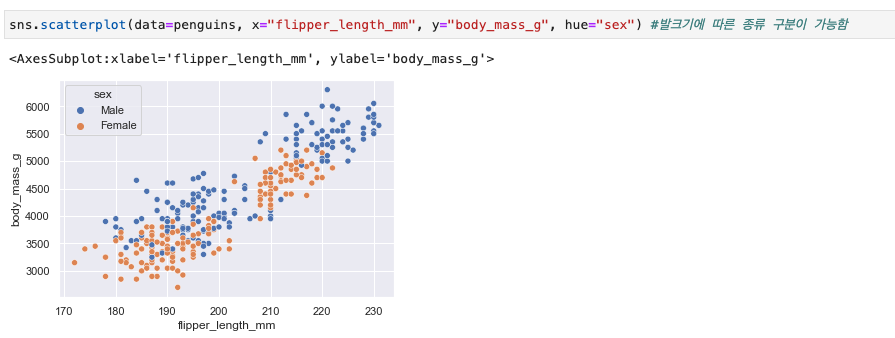 sns.scatterplot(data=penguins, x="flipper_length_mm", y="body_mass_g", hue="sex") #발크기에 따른 종류 구분이 가능함
<AxesSubplot:xlabel='flipper_length_mm', ylabel='body_mass_g'>
sex
Male
Female
body_mass_g
6000
5500
5000
4500
4000
3500
3000
170 180 190 200 210 220 230
flipper_length_mm